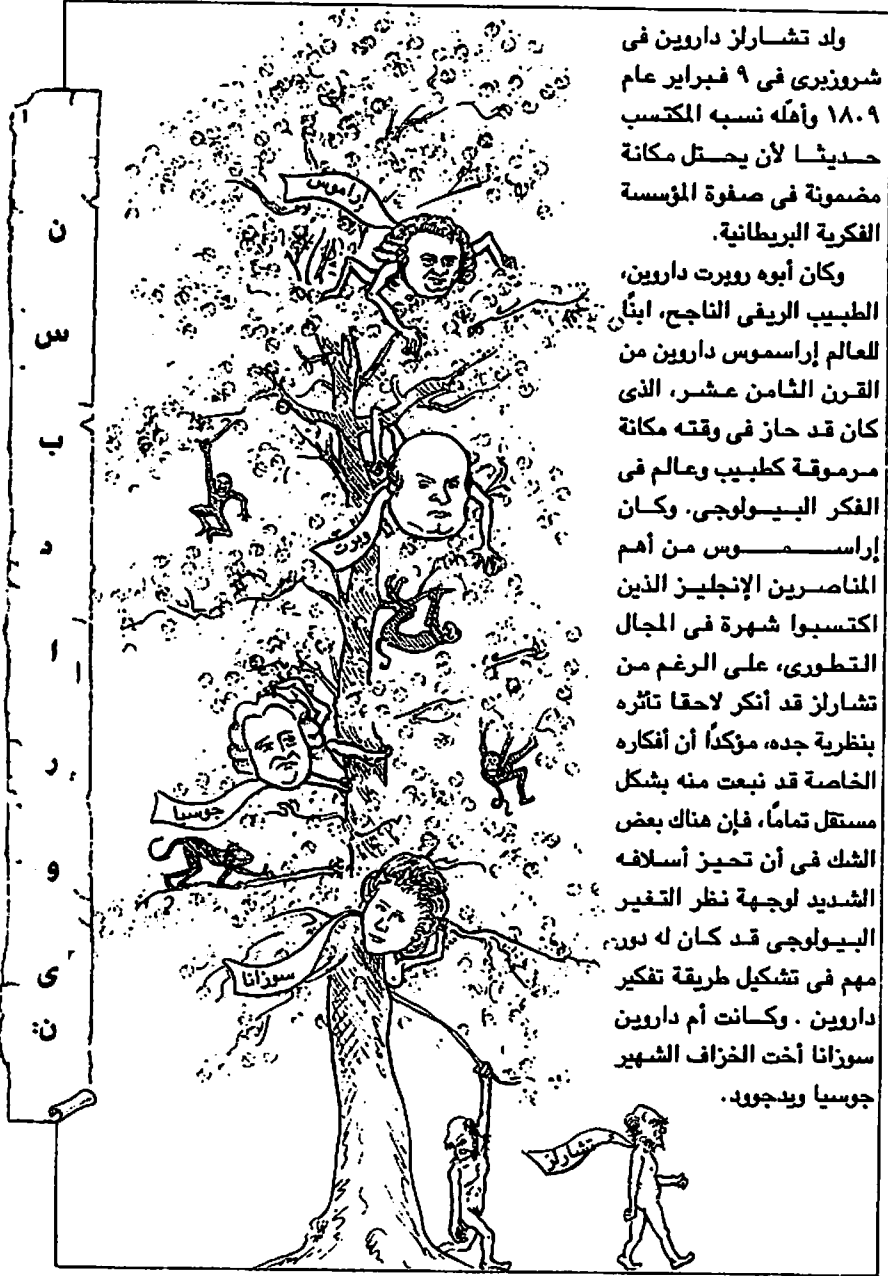 ولد تشارلز داروين فى
شروزبرى فى ٩ فبراير عام
١٨٠٩ وأهلّه نسبه المكتسب
حديثا لأن يحتل مكانة
مضمونة فى صفوة المؤسسة
الفكرية البريطانية.
وكان أبوه روبرت داروين،
الطبيب الريفى الناجح، ابنًا
للعالم إراسموس داروين من
القرن الثامن عشر، الذى
كان قد حاز فى وقته مكانة
مرموقة كطبيب وعالم فى
الفكر البيولوجى. وكان
إراسموس من أهم
المناصرين الإنجليز الذين
اكتسبوا شهرة فى المجال
التطورى، على الرغم من
تشارلز قد أنكر لاحقا تأثره
بنظرية جده، مؤكدًا أن أفكاره
الخاصة قد نبعت منه بشكل
مستقل تمامًا، فإن هناك بعض
الشك فى أن تحيز أسلافه
الشديد لوجهة نظر التغير
البيولوجى قد كان له دور
مهم فى تشكيل طريقة تفكير
داروين . وكانت أم داروين
سوزانا أخت الخزاف الشهير
جوسيا ويدجوود.
إراموس
وبرت
جوسيا
سوزانا
تشارلز
ن
س
ب
د
ا
ر
و
ى
ن: